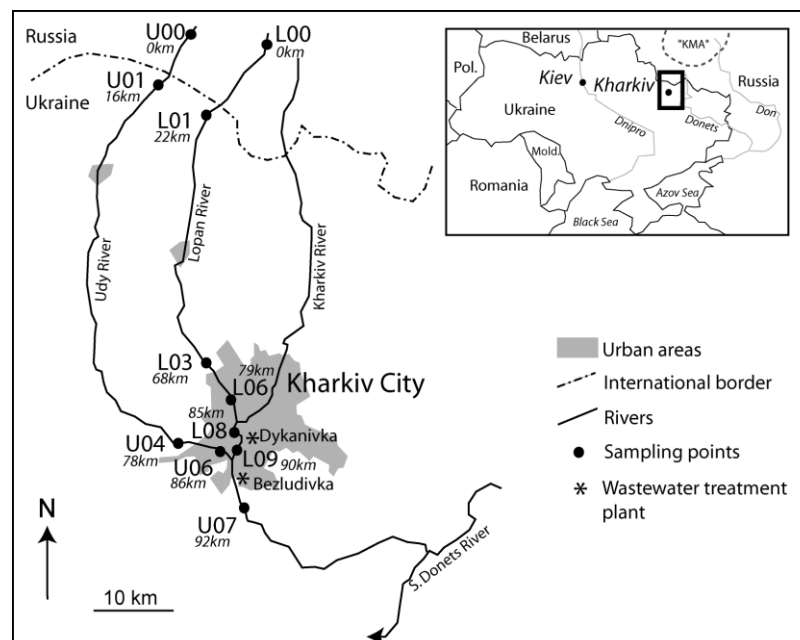 Russia
U00
0km
L00
0km
U01
16km
Ukraine
L01
22km
Udy River
Lopan River
Kharkiv River
L03
68km
79km
L06
Kharkiv City
85km
L08
Dykanivka
U04
78km
U06
86km
L09
90km
Bezludivka
U07
92km
S. Donets River
N
10 km
Belarus
"KMA"
Pol.
Kiev
Kharkiv
Russia
Ukraine
Don
Donets
Dnipro
Mold.
Romania
Azov Sea
Black Sea
Urban areas
International border
Rivers
Sampling points
Wastewater treatment
plant